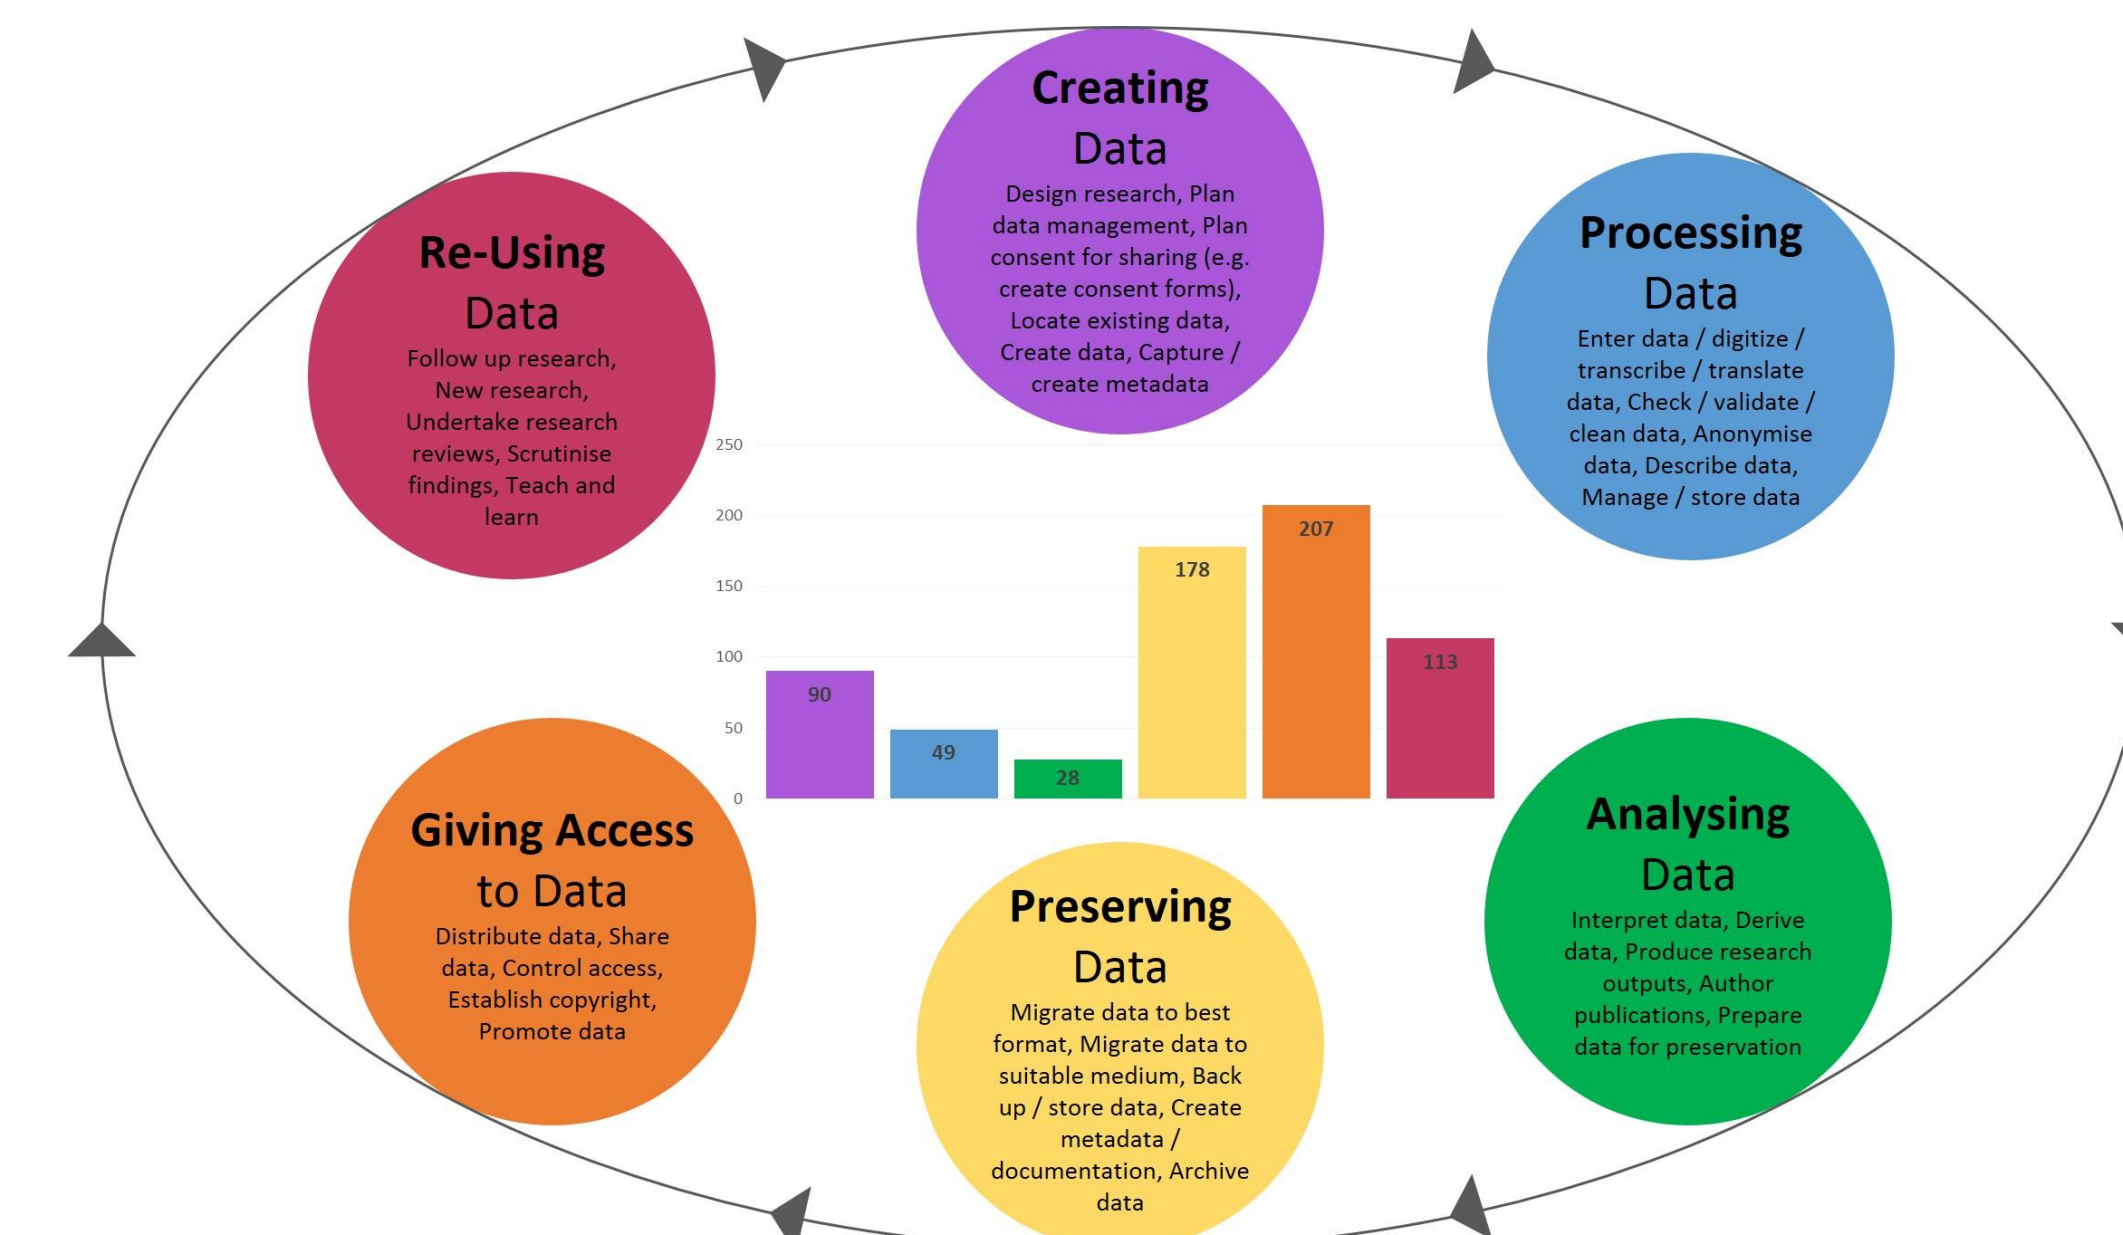 Creating
Data
Design research, Plan
data management, Plan
consent for sharing (e.g.
create consent forms),
Locate existing data,
Create data, Capture /
create metadata
Processing
Data
Enter data / digitize /
transcribe / translate
data, Check / validate /
clean data, Anonymise
data, Describe data,
Manage / store data
Analysing
Data
Interpret data, Derive
data, Produce research
outputs, Author
publications, Prepare
data for preservation
Preserving
Data
Migrate data to best
format, Migrate data to
suitable medium, Back
up / store data, Create
metadata /
documentation, Archive
data
Giving Access
to Data
Distribute data, Share
data, Control access,
Establish copyright,
Promote data
Re-Using
Data
Follow up research,
New research,
Undertake research
reviews, Scrutinise
findings, Teach and
learn
250
200
150
100
50
0
90
49
28
178
207
113